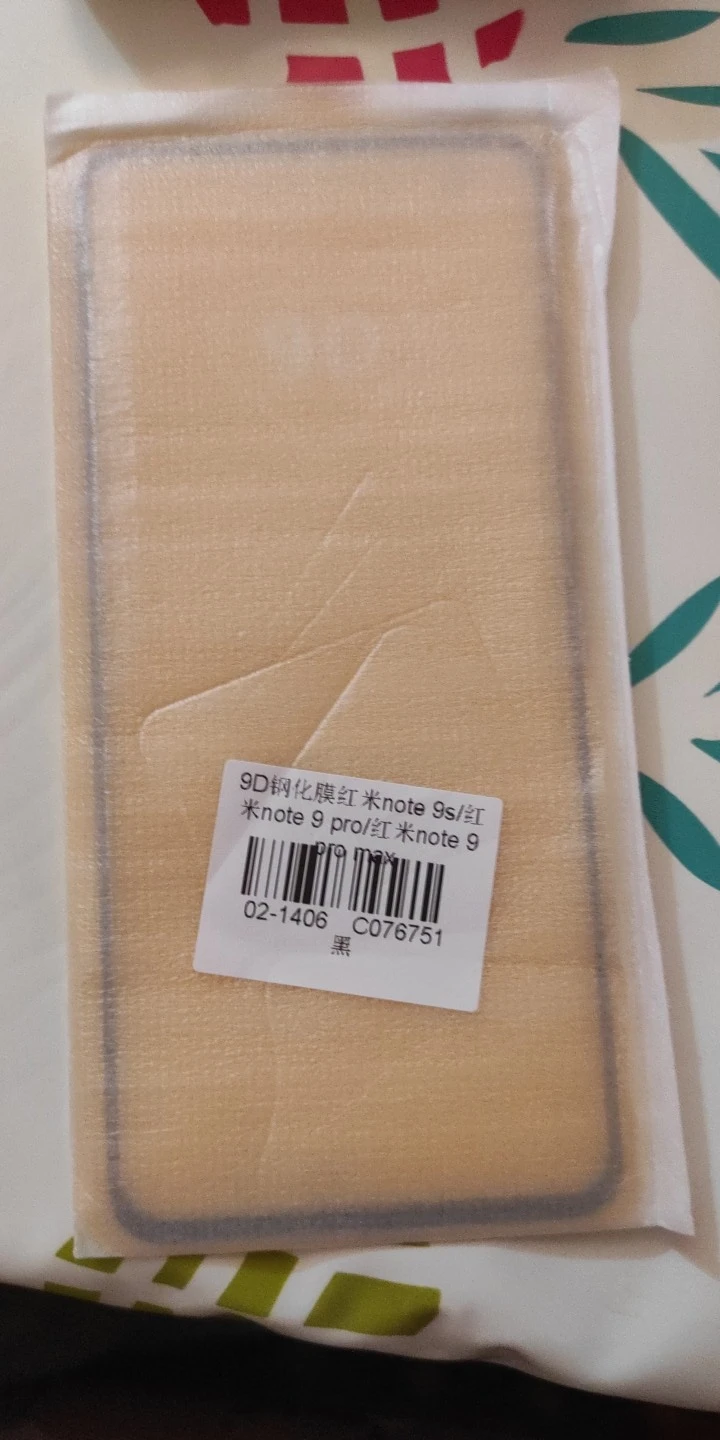 9D钢化膜红米note 9s/红
米note 9 pro/红米note 9
pro max
02-1406 C076751
黑